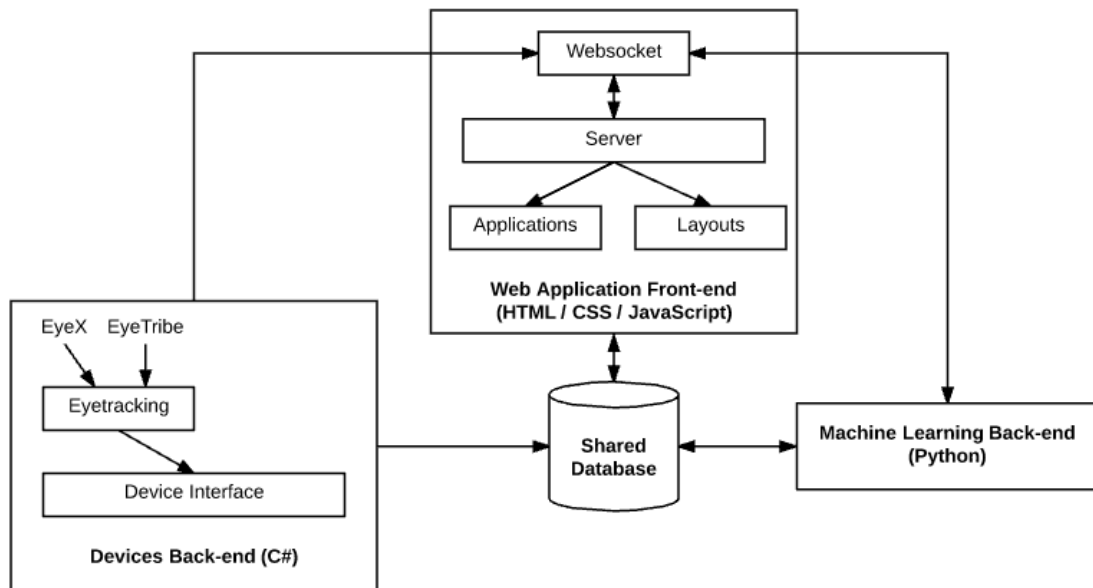 Websocket
Server
Applications
Layouts
Web Application Front-end
(HTML / CSS / JavaScript)
EyeX
EyeTribe
Eyetracking
Device Interface
Devices Back-end (C#)
Shared
Database
Machine Learning Back-end
(Python)